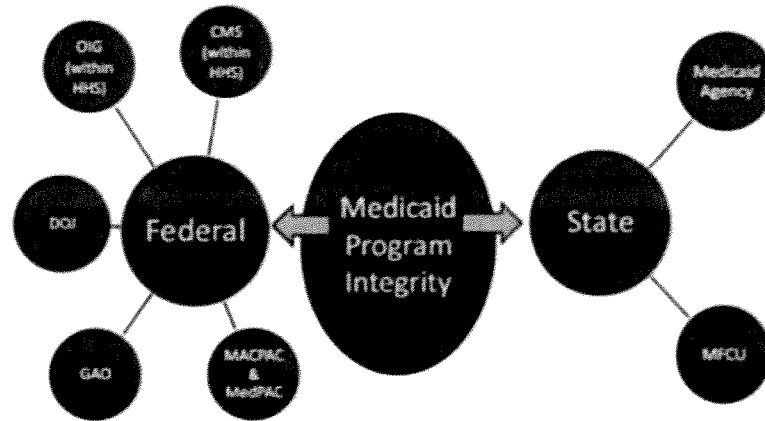 OIG
(within
HHS)
CMS
(within
HHS)
DOJ
Federal
GAO
MACPAC
&
MedPAC
Medicaid
Program
Integrity
State
Medicaid
Agency
MFCU